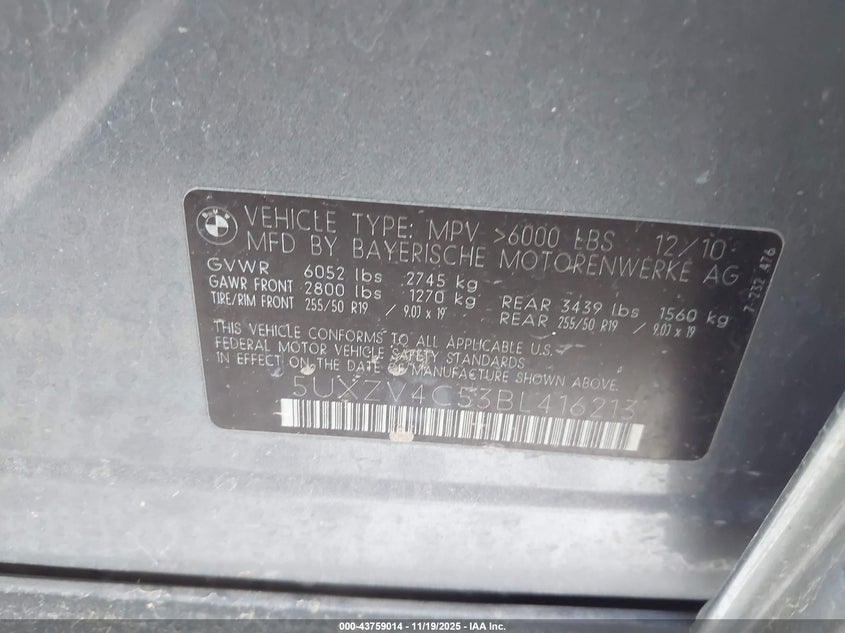 BMW
VEHICLE TYPE: MPV >6000 LBS 12/10
MFD BY BAYERISCHE MOTORENWERKE AG
GVWR 6052 lbs 2745 kg
GAWR FRONT 2800 lbs 1270 kg REAR 3439 lbs 1560 kg
TIRE/RIM FRONT 255/50 R19 / 9.0J x 19 REAR 255/50 R19 / 9.0J x 19
THIS VEHICLE CONFORMS TO ALL APPLICABLE U.S.
FEDERAL MOTOR VEHICLE SAFETY STANDARDS
IN EFFECT ON THE DATE OF MANUFACTURE SHOWN ABOVE.
5UXZV4C53BL416213
7 232 476
000-43759014 - 11/19/2025 - IAA Inc.